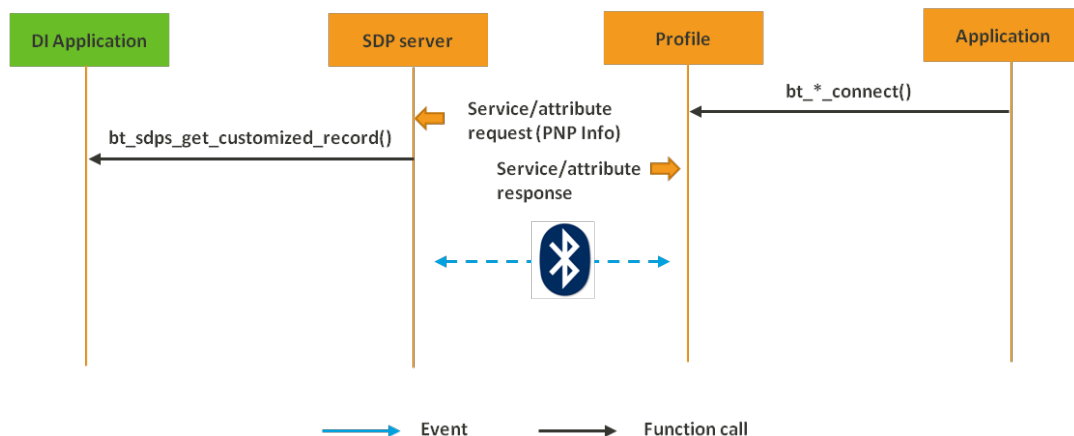 DI Application
SDP server
Profile
Application
bt_*_connect()
Service/attribute
request (PNP Info)
bt_sdps_get_customized_record()
Service/attribute
response
Event
Function call